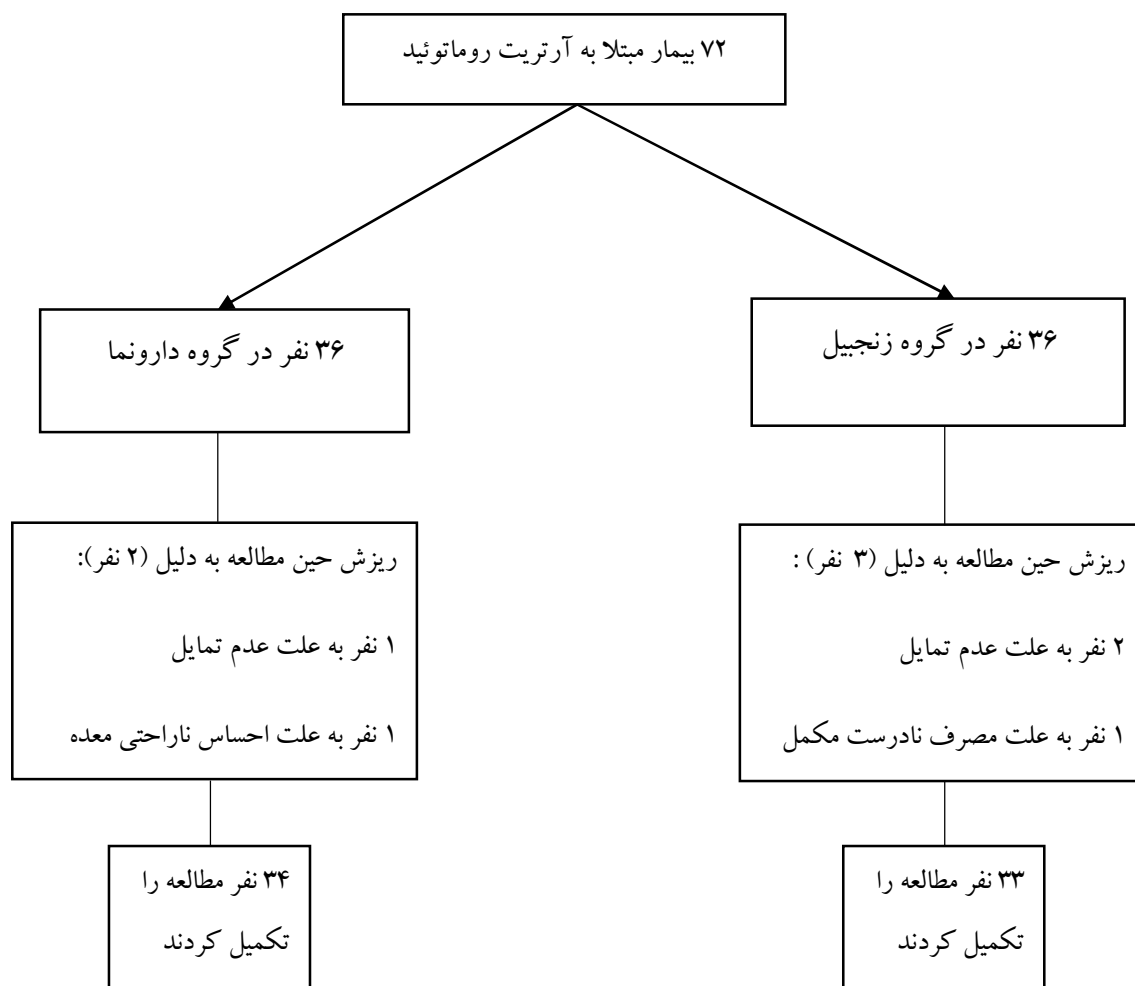 ۷۲ بیمار مبتلا به آرتریت روماتوئید
۳۶ نفر در گروه زنجبیل
۳۶ نفر در گروه دارونما
ریزش حین مطالعه به دلیل (۳ نفر) :
۲ نفر به علت عدم تمایل
۱ نفر به علت مصرف نادرست مکمل
ریزش حین مطالعه به دلیل (۲ نفر):
۱ نفر به علت عدم تمایل
۱ نفر به علت احساس ناراحتی معده
۳۳ نفر مطالعه را
تکمیل کردند
۳۴ نفر مطالعه را
تکمیل کردند